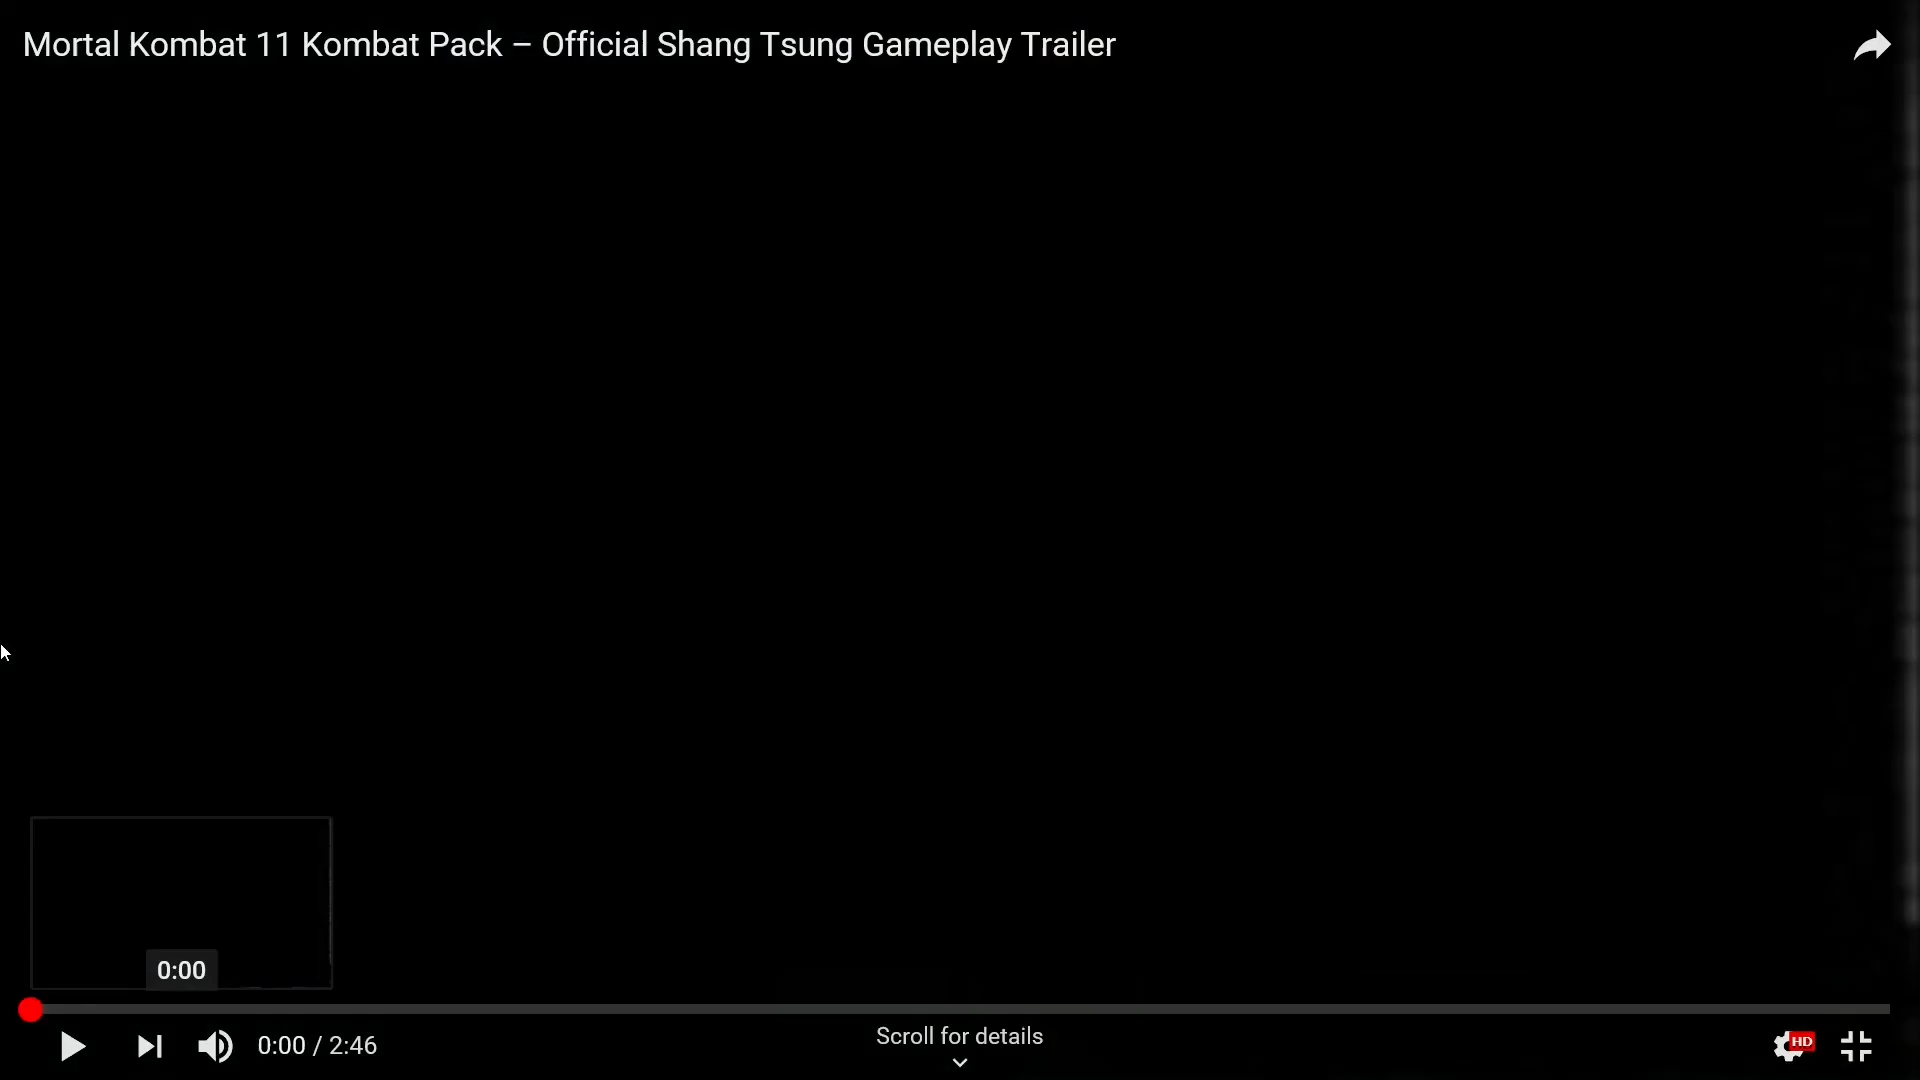 Mortal Kombat 11 Kombat Pack – Official Shang Tsung Gameplay Trailer
0:00
0:00 / 2:46
Scroll for details
HD